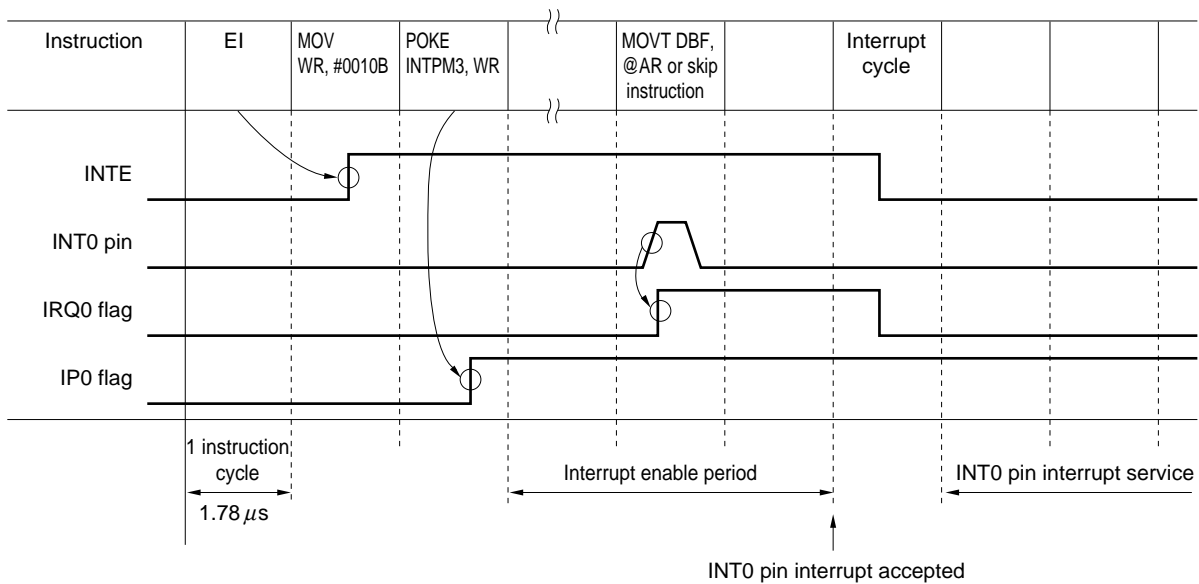 Instruction
EI
MOV
WR, #0010B
POKE
INTPM3, WR
MOVT DBF,
@AR or skip
instruction
Interrupt
cycle
INTE
INT0 pin
IRQ0 flag
IP0 flag
1 instruction
cycle
1.78 μs
Interrupt enable period
INT0 pin interrupt service
INT0 pin interrupt accepted